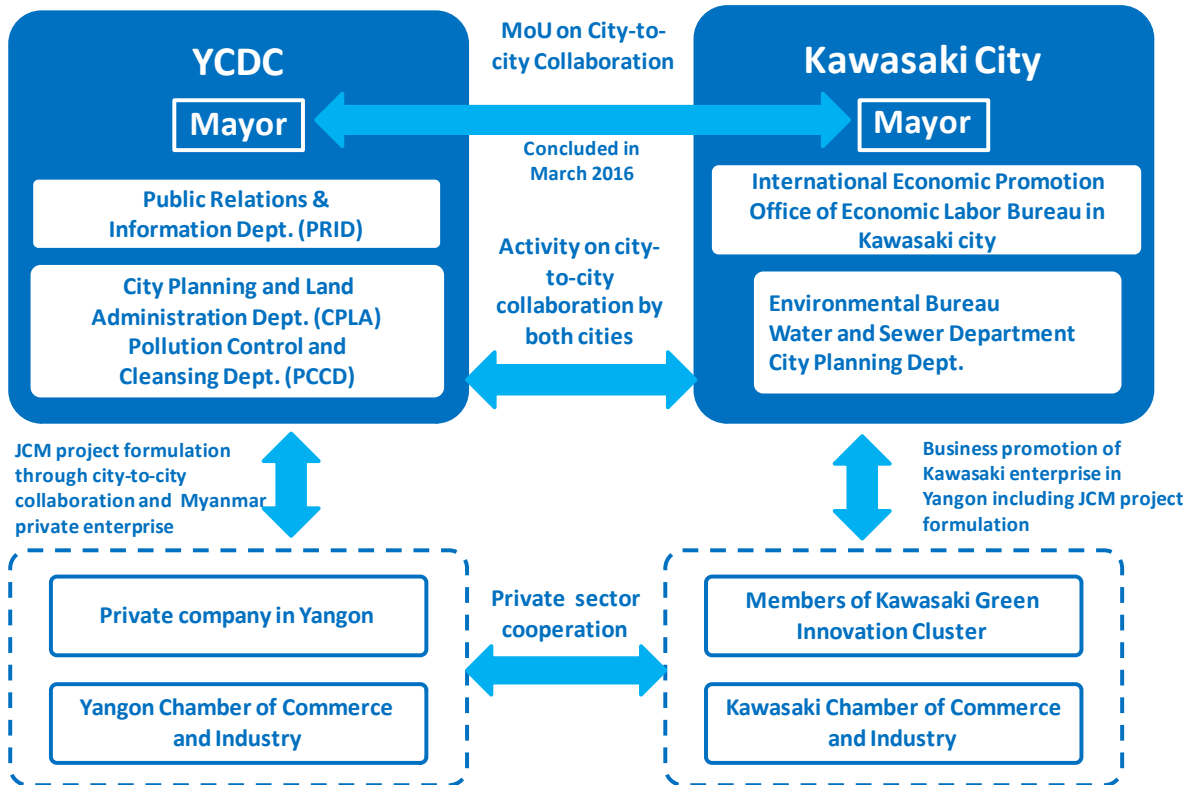 YCDC
Mayor
Public Relations &
Information Dept. (PRID)
City Planning and Land
Administration Dept. (CPLA)
Pollution Control and
Cleansing Dept. (PCCD)
MoU on City-to-
city Collaboration
Concluded in
March 2016
Activity on city-
to-city
collaboration by
both cities
Kawasaki City
Mayor
International Economic Promotion
Office of Economic Labor Bureau in
Kawasaki city
Environmental Bureau
Water and Sewer Department
City Planning Dept.
JCM project formulation
through city-to-city
collaboration and Myanmar
private enterprise
Business promotion of
Kawasaki enterprise in
Yangon including JCM project
formulation
Private company in Yangon
Yangon Chamber of Commerce
and Industry
Private sector
cooperation
Members of Kawasaki Green
Innovation Cluster
Kawasaki Chamber of Commerce
and Industry